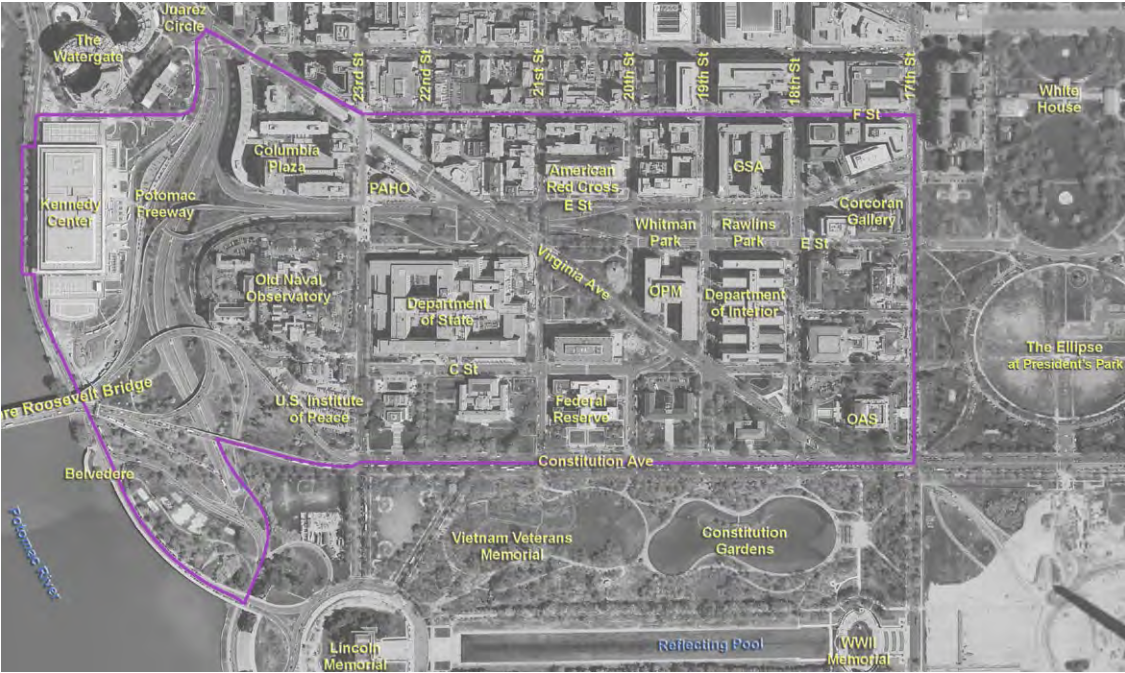 Juarez
Circle
The
Watergate
23rd St
22nd St
21st St
20th St
19th St
18th St
17th St
White
House
F St
Columbia
Plaza
American
Red Cross
E St
GSA
PAHO
Kennedy
Center
Potomac
Freeway
Corcoran
Gallery
Whitman
Park
Rawlins
Park
E St
Virginia Ave
Old Naval
Observatory
Department
of State
OPM
Department
of Interior
The Ellipse
at President's Park
C St
ore Roosevelt Bridge
U.S. Institute
of Peace
Federal
Reserve
OAS
Constitution Ave
Belvedere
Potomac River
Vietnam Veterans
Memorial
Constitution
Gardens
Lincoln
Memorial
Reflecting Pool
WWII
Memorial